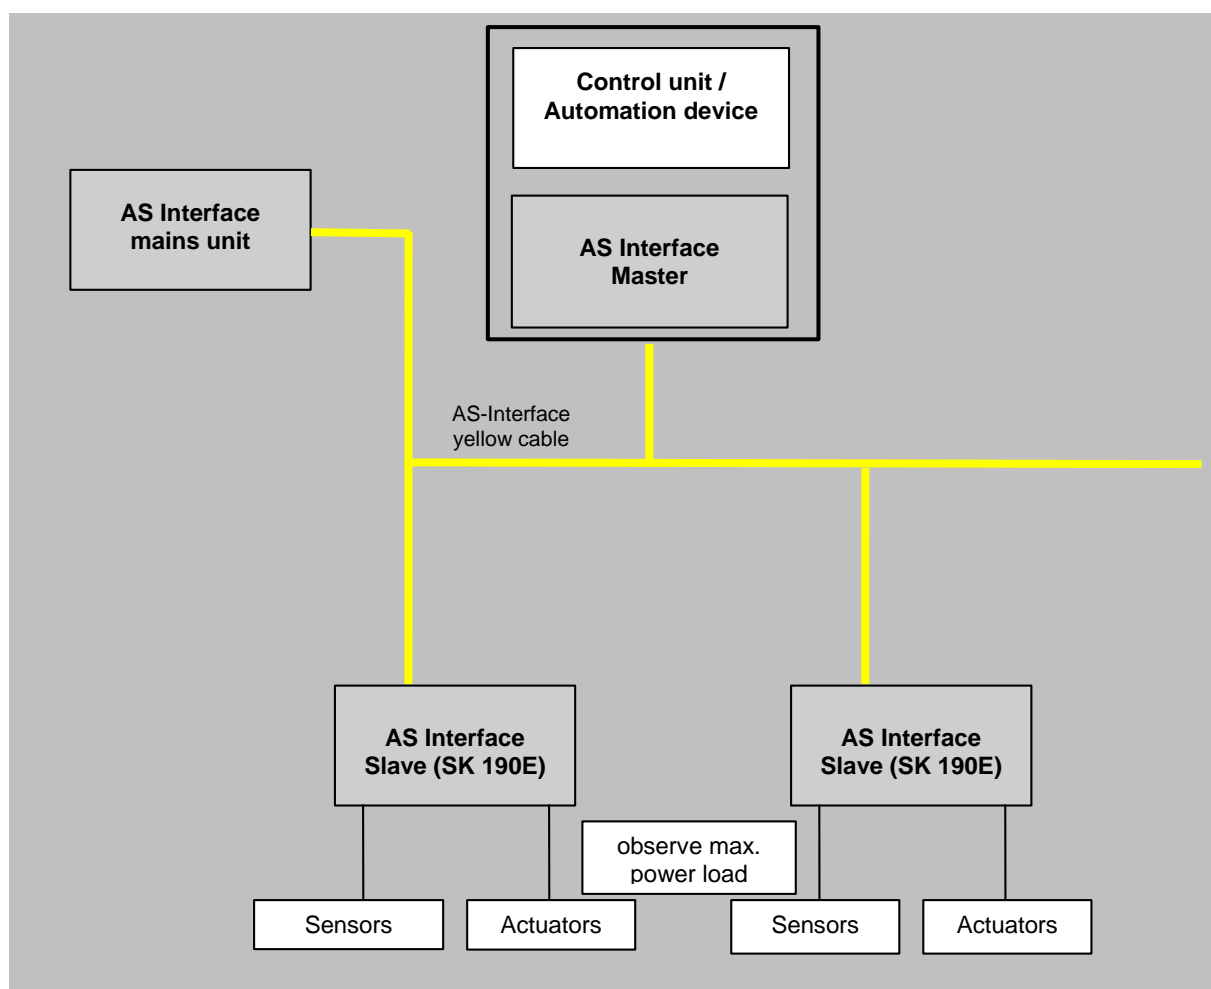 Control unit /
Automation device
AS Interface
mains unit
AS Interface
Master
AS-Interface
yellow cable
AS Interface
Slave (SK 190E)
AS Interface
Slave (SK 190E)
observe max.
power load
Sensors
Actuators
Sensors
Actuators